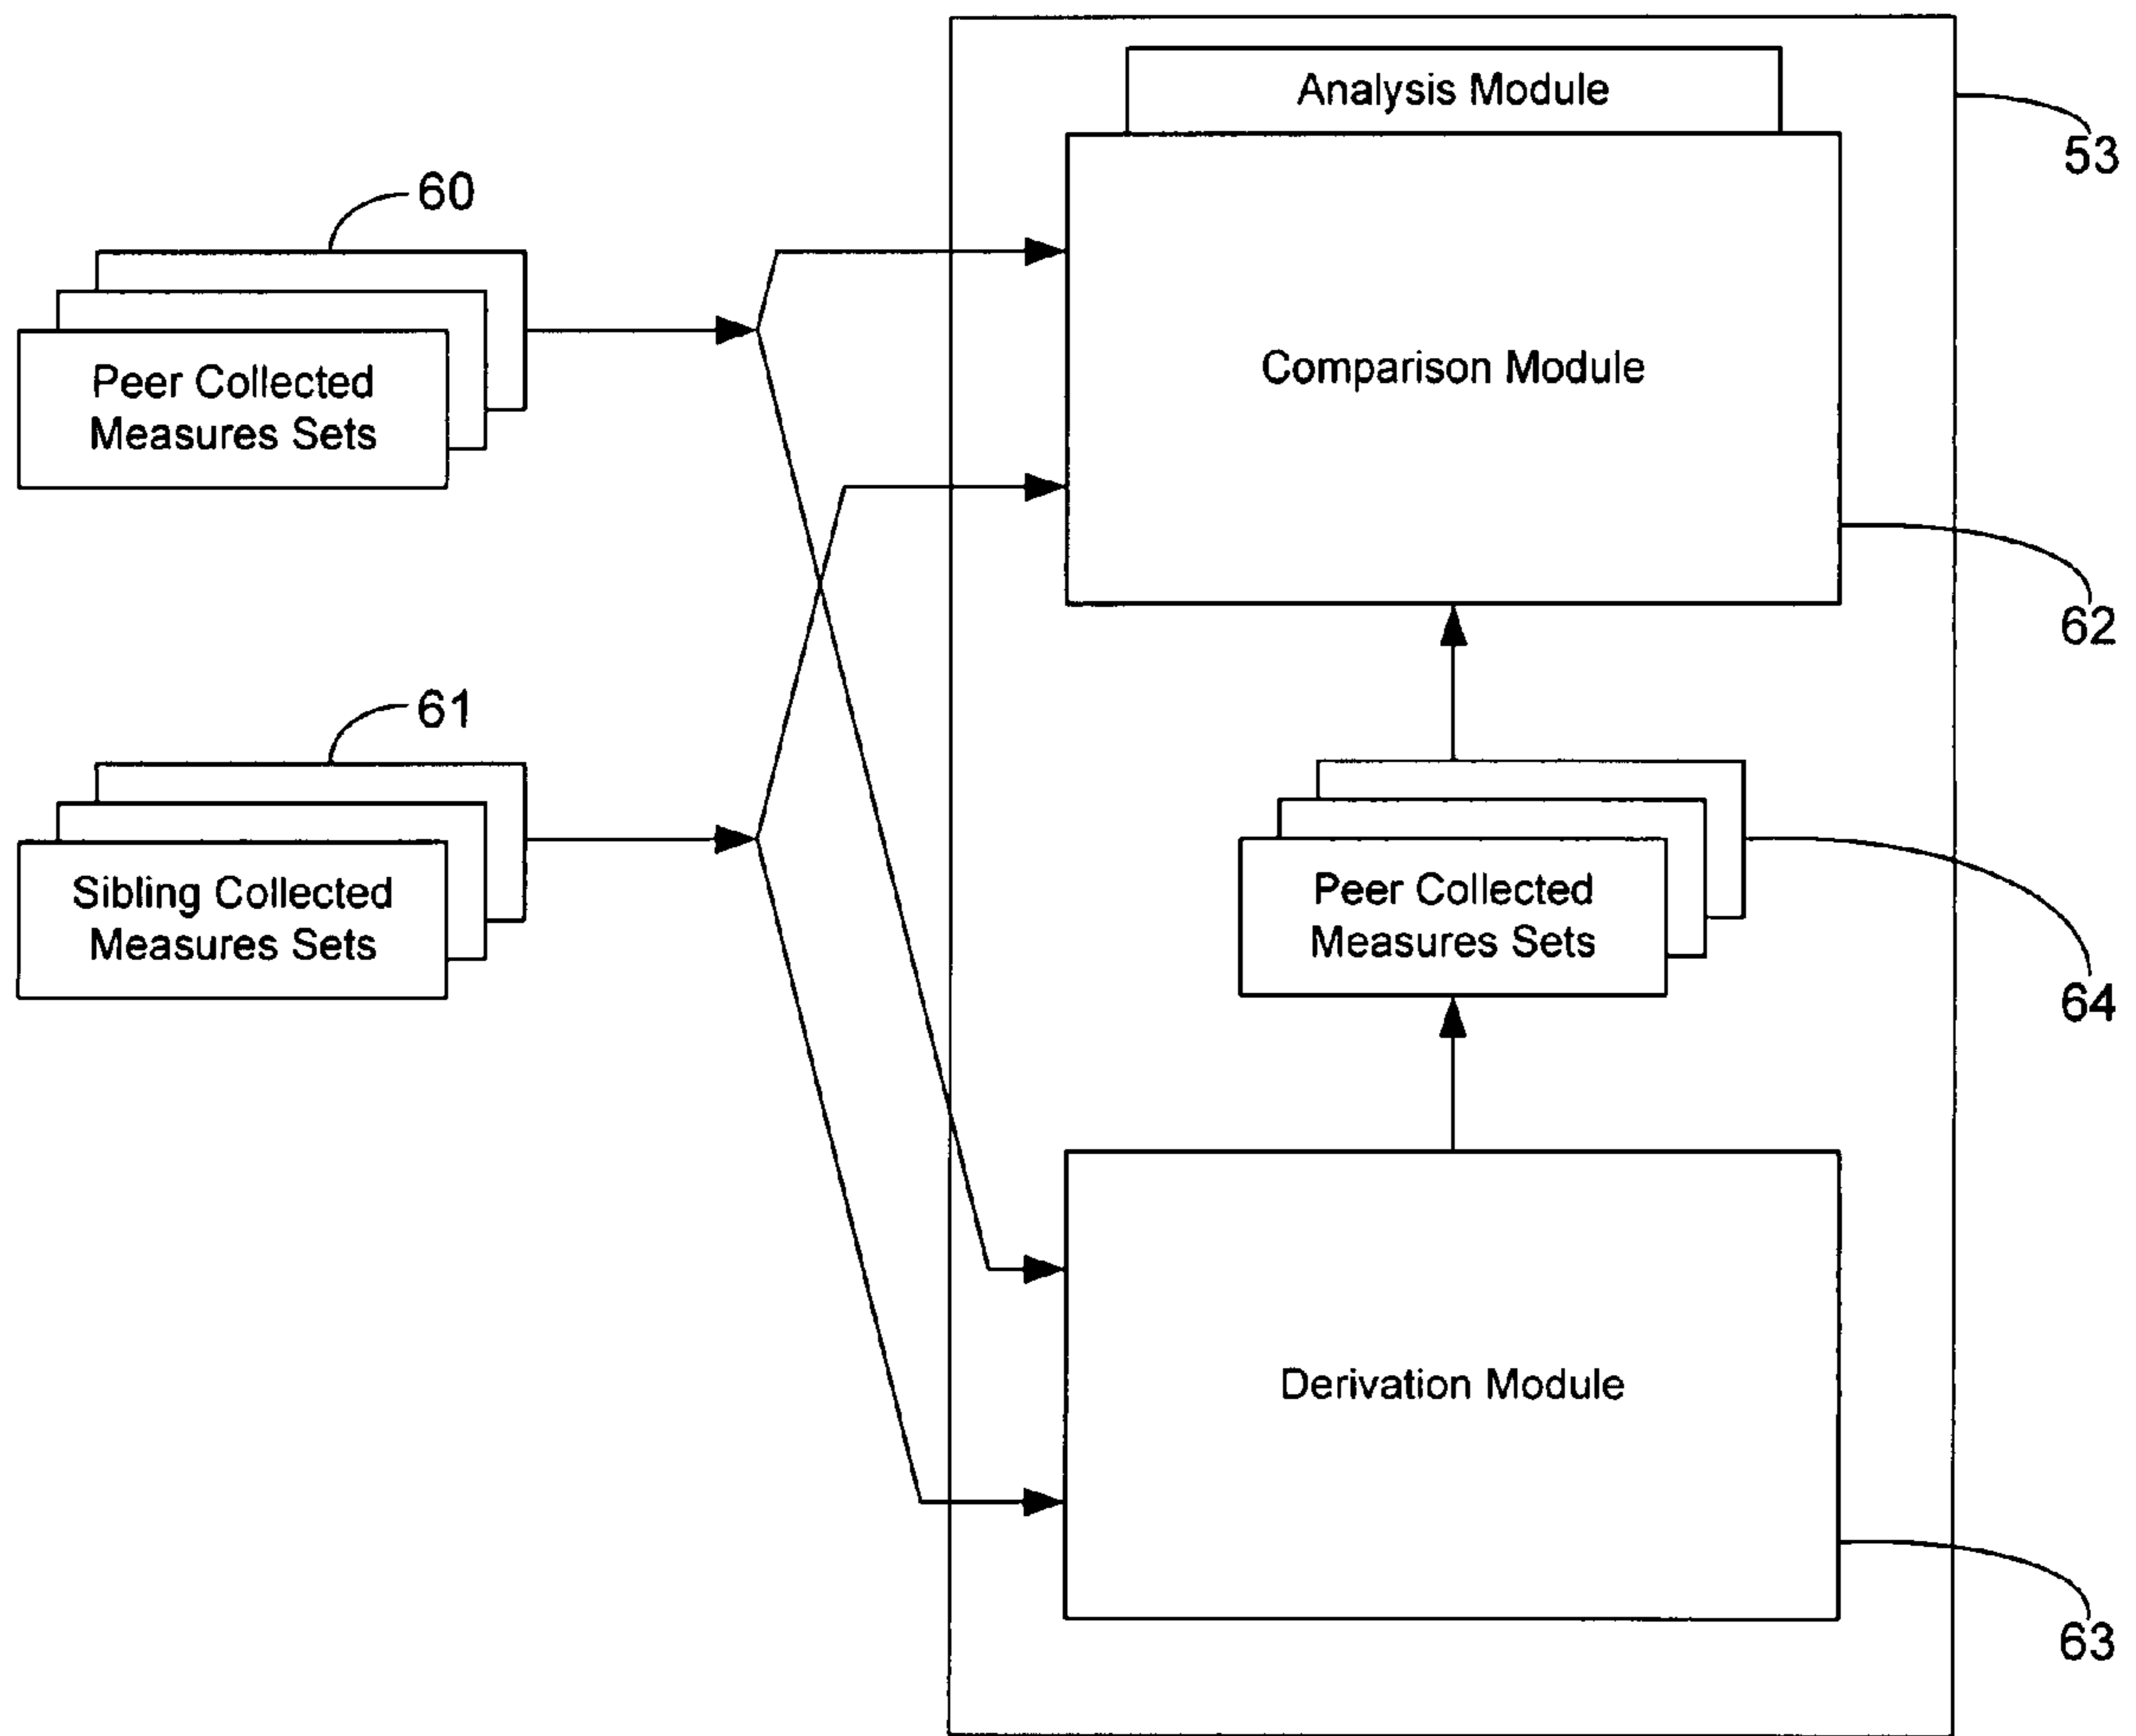 Analysis Module
53
60
Peer Collected
Measures Sets
Comparison Module
62
61
Sibling Collected
Measures Sets
Peer Collected
Measures Sets
64
Derivation Module
63